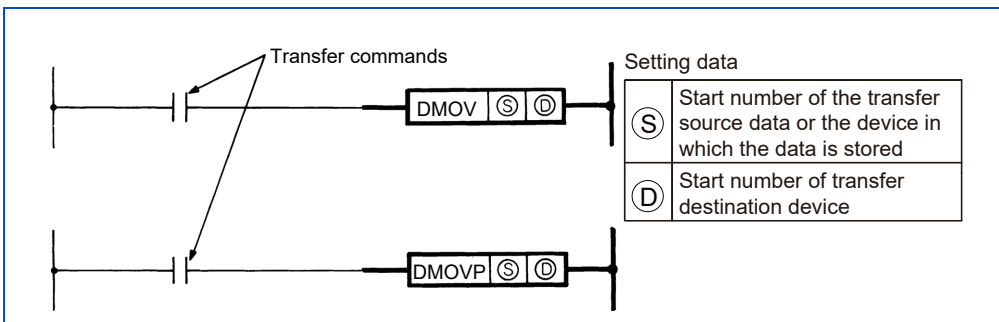 Transfer commands
DMOV Ⓢ Ⓓ
DMOVP Ⓢ Ⓓ
Setting data
Ⓢ Start number of the transfer
source data or the device in
which the data is stored
Ⓓ Start number of transfer
destination device